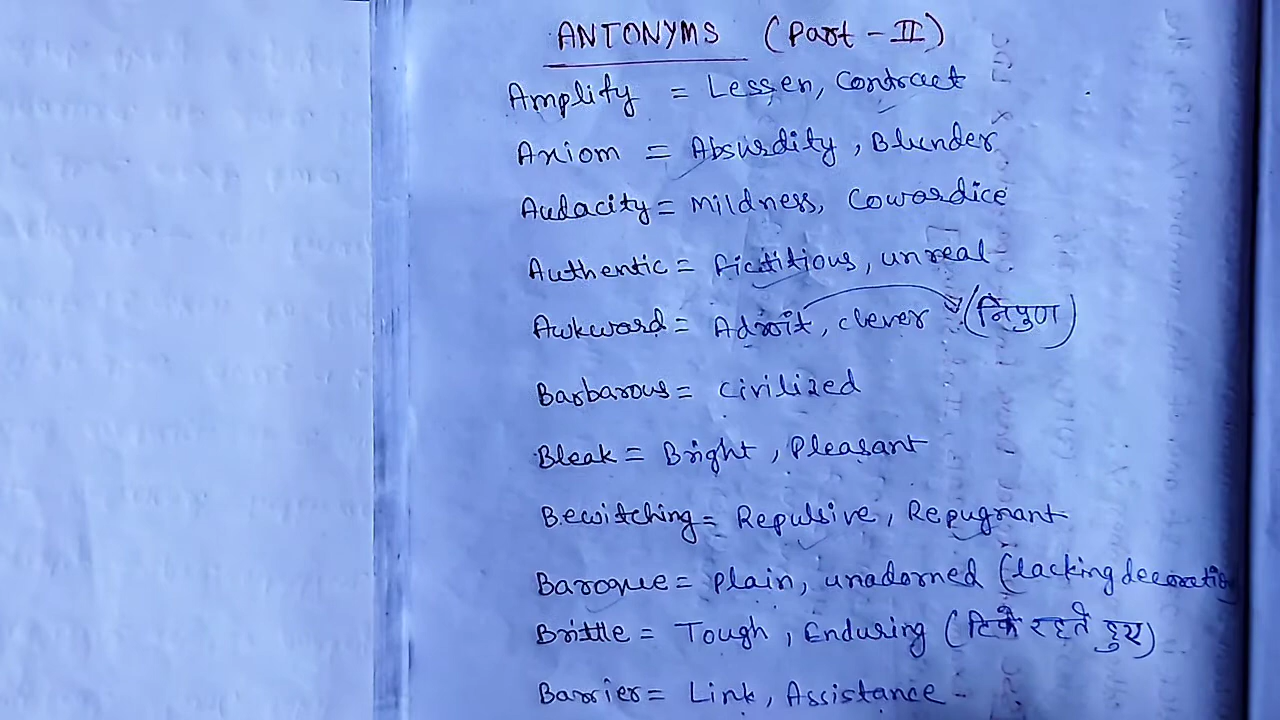 ANTONYMS (Part - II)
Amplify = Lessen, Contract
Axiom = Absurdity, Blunder
Audacity = Mildness, Cowardice
Authentic = Fictitious, unreal
Awkward = Adroit, clever (निपुण)
Barbarous = Civilized
Bleak = Bright, Pleasant
Bewitching = Repulsive, Repugnant
Baroque = Plain, unadorned (lacking decoration
Brittle = Tough, Enduring (टिके रहते हुए)
Barrier = Link, Assistance